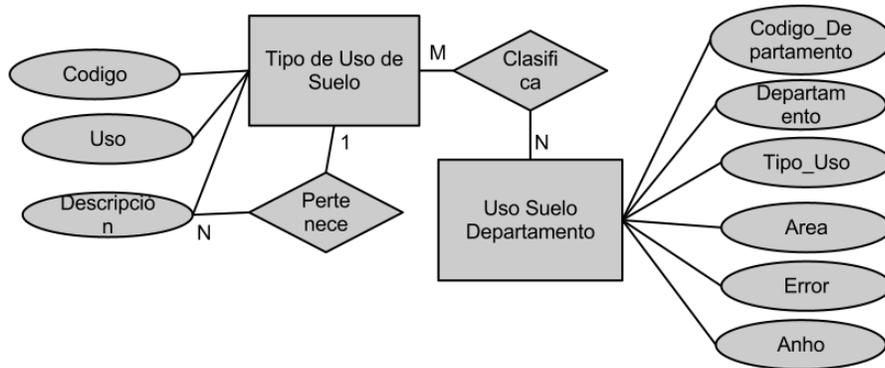 Codigo
Uso
Descripció
n
Tipo de Uso de
Suelo
M
Clasifi
ca
1
N
Perte
nece
N
Uso Suelo
Departamento
Codigo_De
partamento
Departam
ento
Tipo_Uso
Area
Error
Anho